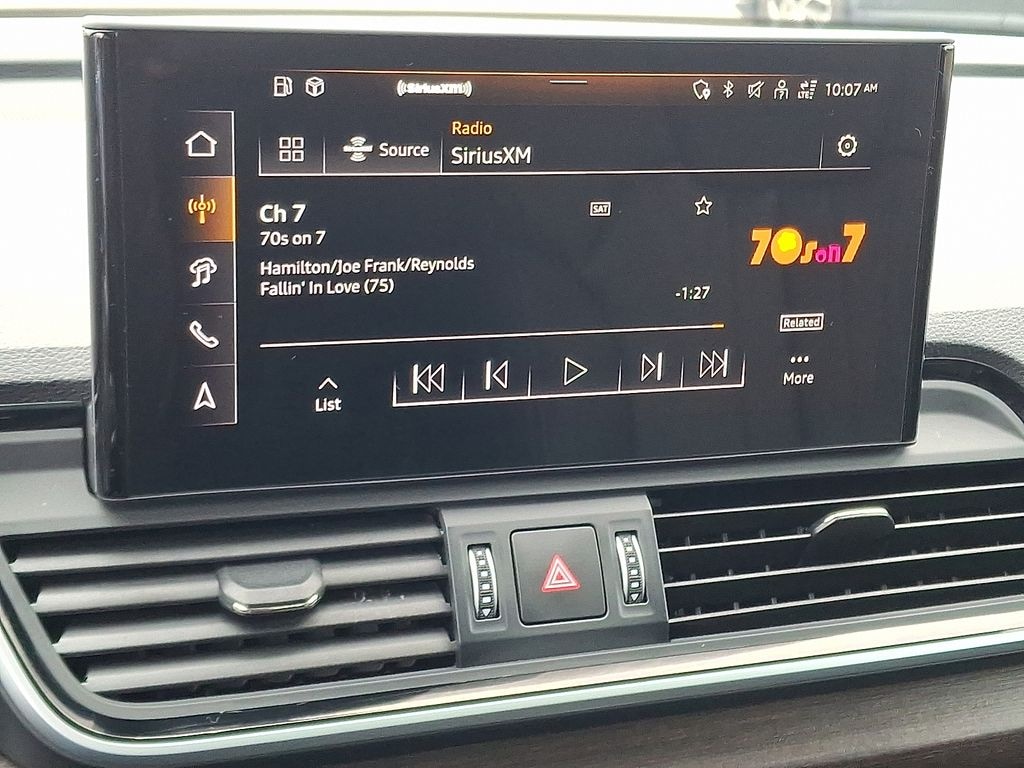 ((SiriusXM))
LTE
10:07 AM
Source
Radio
SiriusXM
Ch 7
SAT
70s on 7
70s on 7
Hamilton/Joe Frank/Reynolds
Fallin' In Love (75)
-1:27
Related
List
More